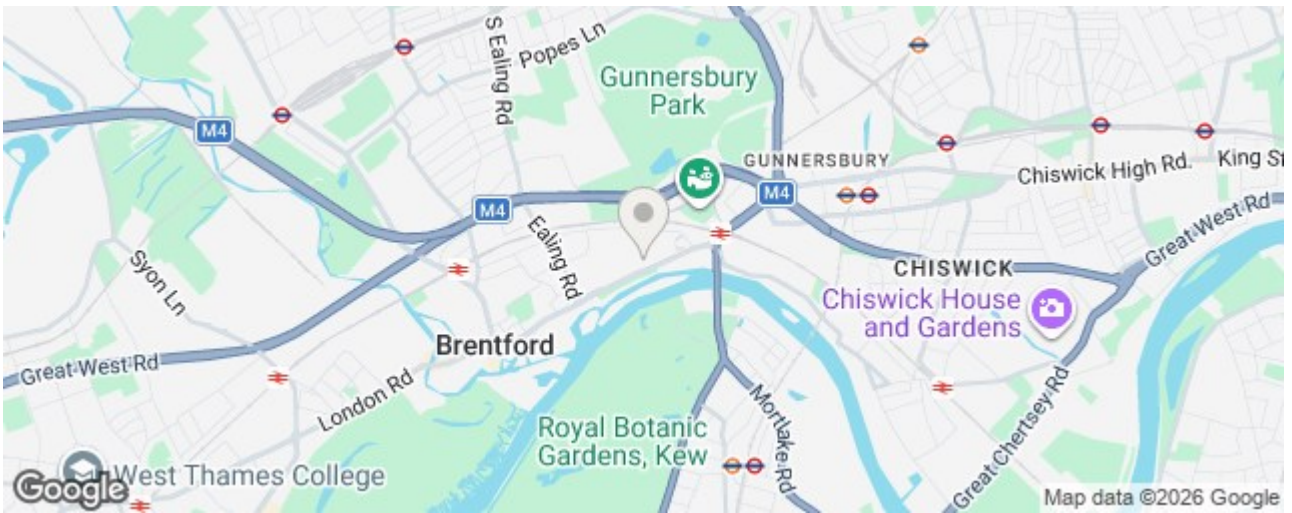 S Ealing Rd
Popes Ln
Gunnersbury
Park
M4
GUNNERSBURY
Chiswick High Rd.
King St
M4
M4
Ealing Rd
Great West Rd
Syon Ln
CHISWICK
Chiswick House
and Gardens
Brentford
Great West Rd
London Rd
Mortlake Rd
Great Chertsey Rd
Royal Botanic
Gardens, Kew
West Thames College
Google
Map data ©2026 Google